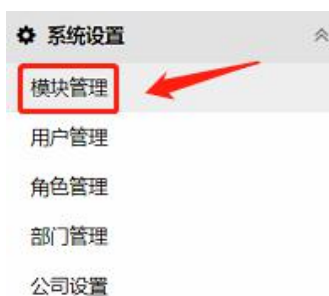 系统设置
模块管理
用户管理
角色管理
部门管理
公司设置